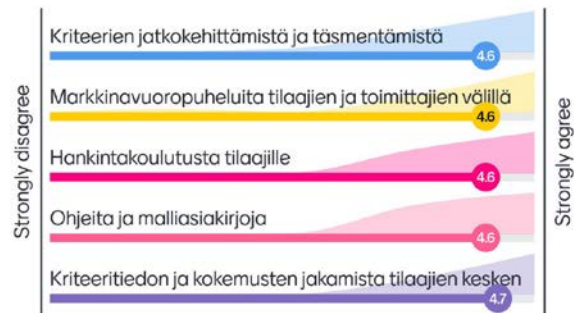 Strongly disagree
Kriteerien jatkokehittämistä ja täsmentämistä
4.6
Markkinavuoropuheluita tilaajien ja toimittajien välillä
4.6
Hankintakoulutusta tilaajille
4.6
Ohjeita ja malliasiakirjoja
4.6
Kriteeritiedon ja kokemusten jakamista tilaajien kesken
4.7
Strongly agree